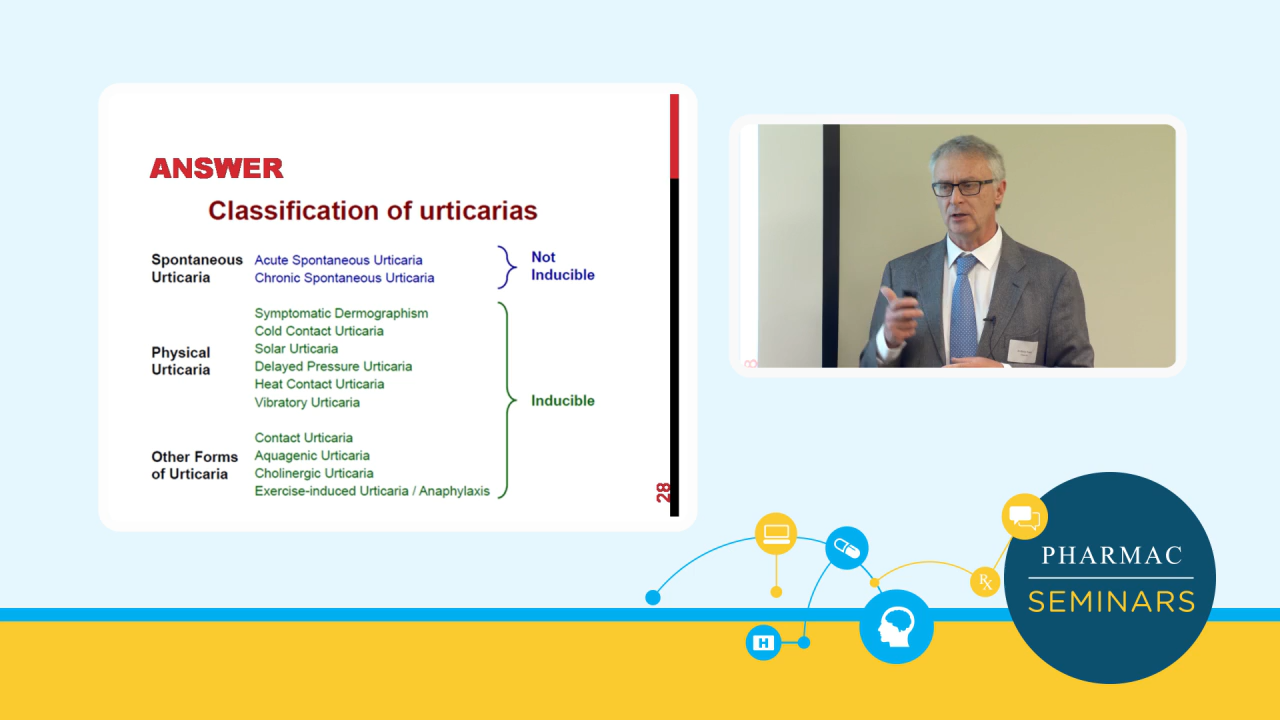 ANSWER
Classification of urticarias
Spontaneous
Urticaria
Acute Spontaneous Urticaria
Chronic Spontaneous Urticaria
Not
Inducible
Physical
Urticaria
Symptomatic Dermographism
Cold Contact Urticaria
Solar Urticaria
Delayed Pressure Urticaria
Heat Contact Urticaria
Vibratory Urticaria
Inducible
Other Forms
of Urticaria
Contact Urticaria
Aquagenic Urticaria
Cholinergic Urticaria
Exercise-induced Urticaria / Anaphylaxis
28
H
Rx
PHARMAC
SEMINARS